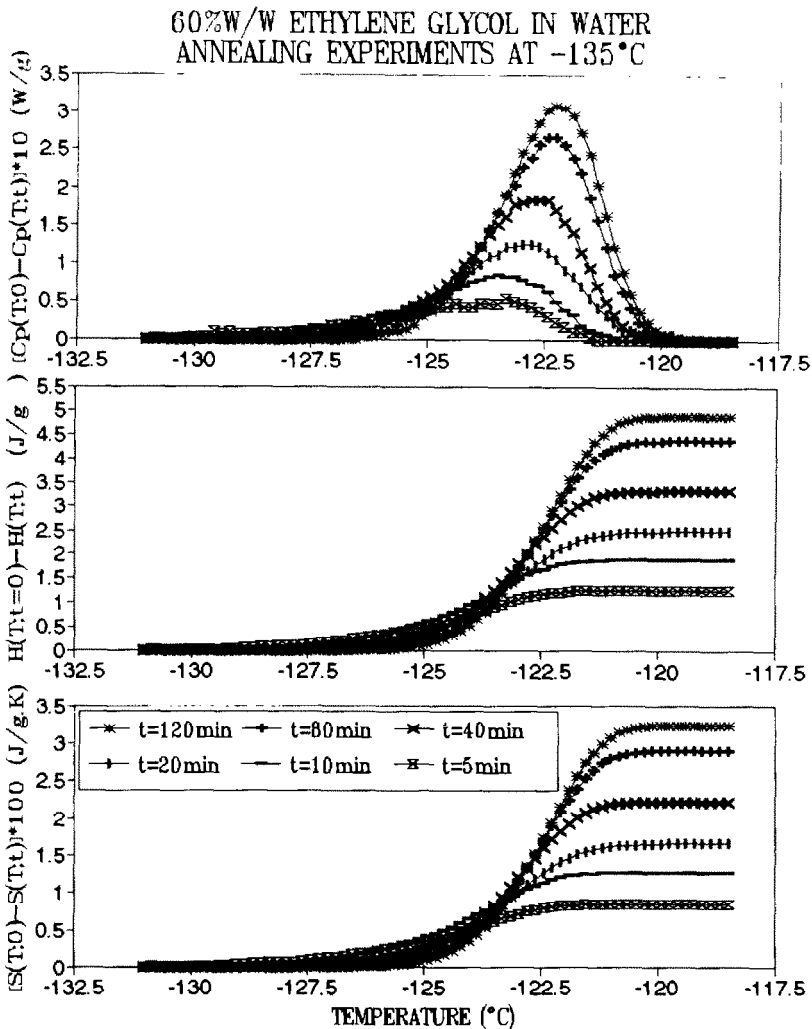 60%W/W ETHYLENE GLYCOL IN WATER
ANNEALING EXPERIMENTS AT -135°C
[Cp(T:0)-Cp(T:t)]*10 (W/g)
3.5
3
2.5
2
1.5
1
0.5
0
-132.5 -130 -127.5 -125 -122.5 -120 -117.5
H(T:t=0)-H(T:t) (J/g )
5.5
5
4.5
4
3.5
3
2.5
2
1.5
1
0.5
0
-132.5 -130 -127.5 -125 -122.5 -120 -117.5
[S(T:0)-S(T:t)]*100 (J/g.K)
3.5
3
2.5
2
1.5
1
0.5
0
t=120min t=80min t=40min
t=20min t=10min t=5min
-132.5 -130 -127.5 -125 -122.5 -120 -117.5
TEMPERATURE (°C)